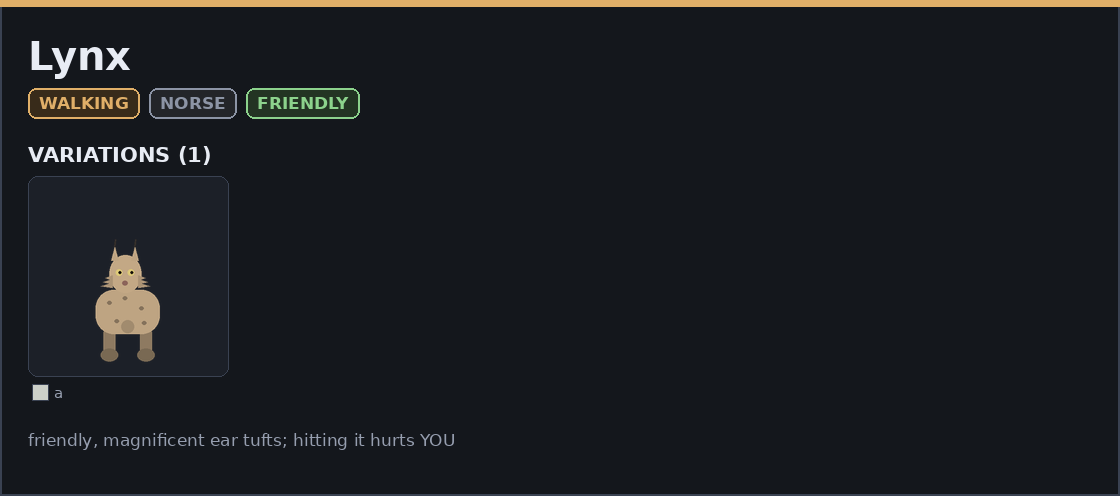 Lynx
WALKING NORSE FRIENDLY
VARIATIONS (1)
a
friendly, magnificent ear tufts; hitting it hurts YOU